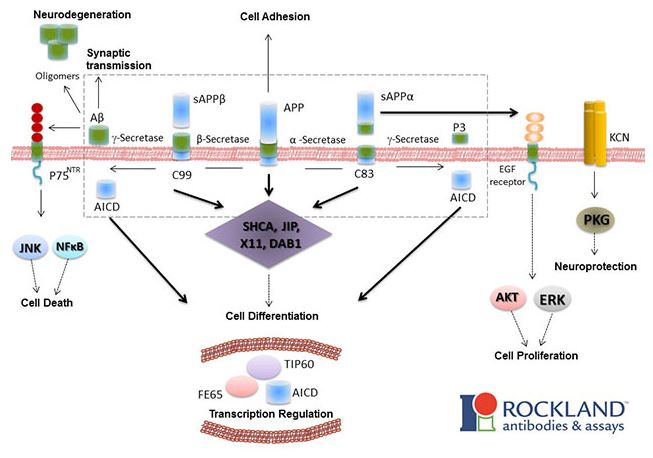 Neurodegeneration
Cell Adhesion
Synaptic
transmission
Oligomers
sAPPβ
sAPPα
Aβ
APP
P3
KCN
γ-Secretase
β-Secretase
α -Secretase
γ-Secretase
P75NTR
C99
C83
EGF
receptor
AICD
AICD
SHCA, JIP,
X11, DAB1
PKG
JNK
NFκB
Neuroprotection
Cell Death
AKT
ERK
Cell Differentiation
Cell Proliferation
TIP60
FE65
AICD
Transcription Regulation
ROCKLAND™
antibodies & assays